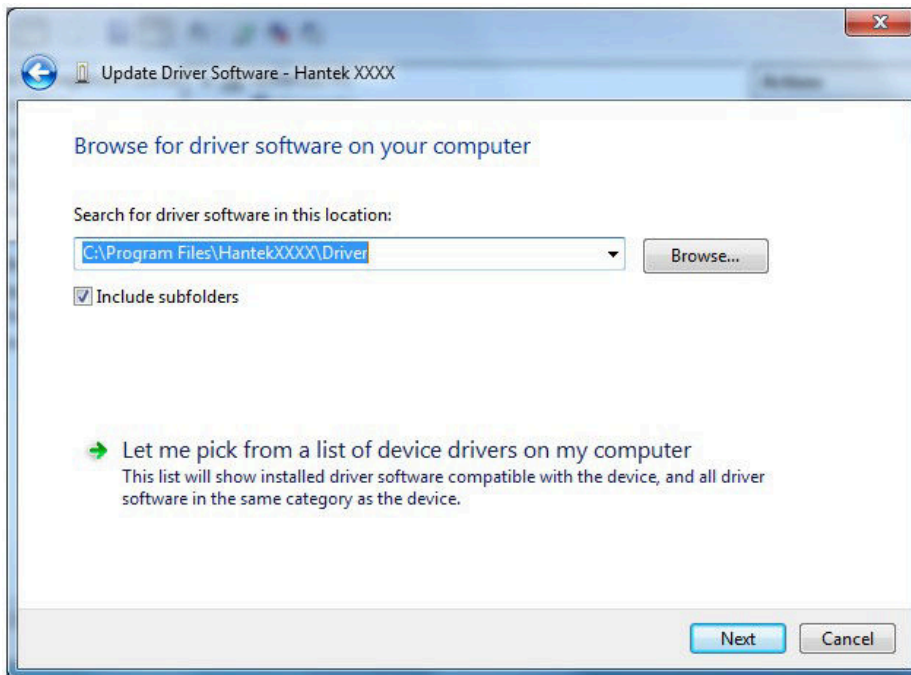 Update Driver Software - Hantek XXXX
Browse for driver software on your computer
Search for driver software in this location:
C:\Program Files\HantekXXXX\Driver
Browse...
Include subfolders
Let me pick from a list of device drivers on my computer
This list will show installed driver software compatible with the device, and all driver
software in the same category as the device.
Next
Cancel